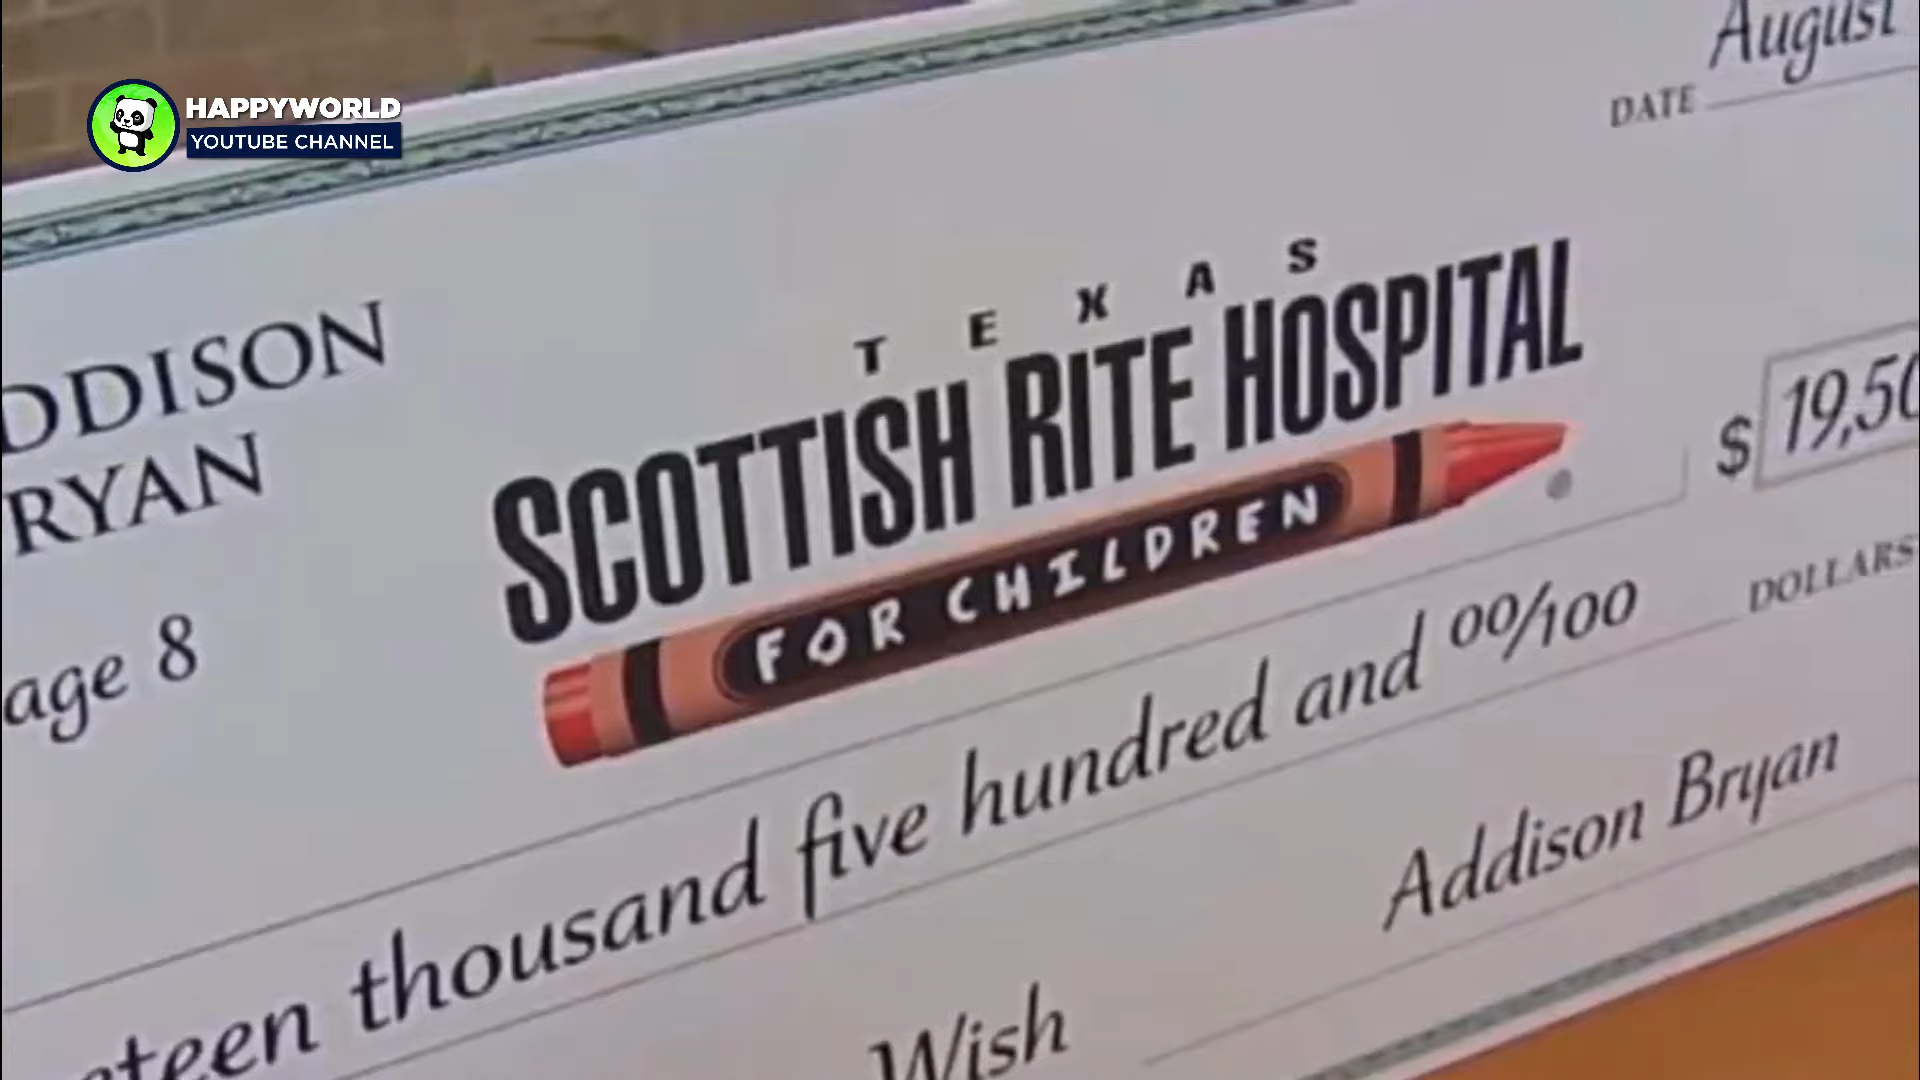 HAPPYWORLD
YOUTUBE CHANNEL
August
DATE
DDISON
RYAN
age 8
TEXAS
SCOTTISH RITE HOSPITAL
FOR CHILDREN
$ 19,50
eteen thousand five hundred and 00/100
DOLLARS
Wish
Addison Bryan